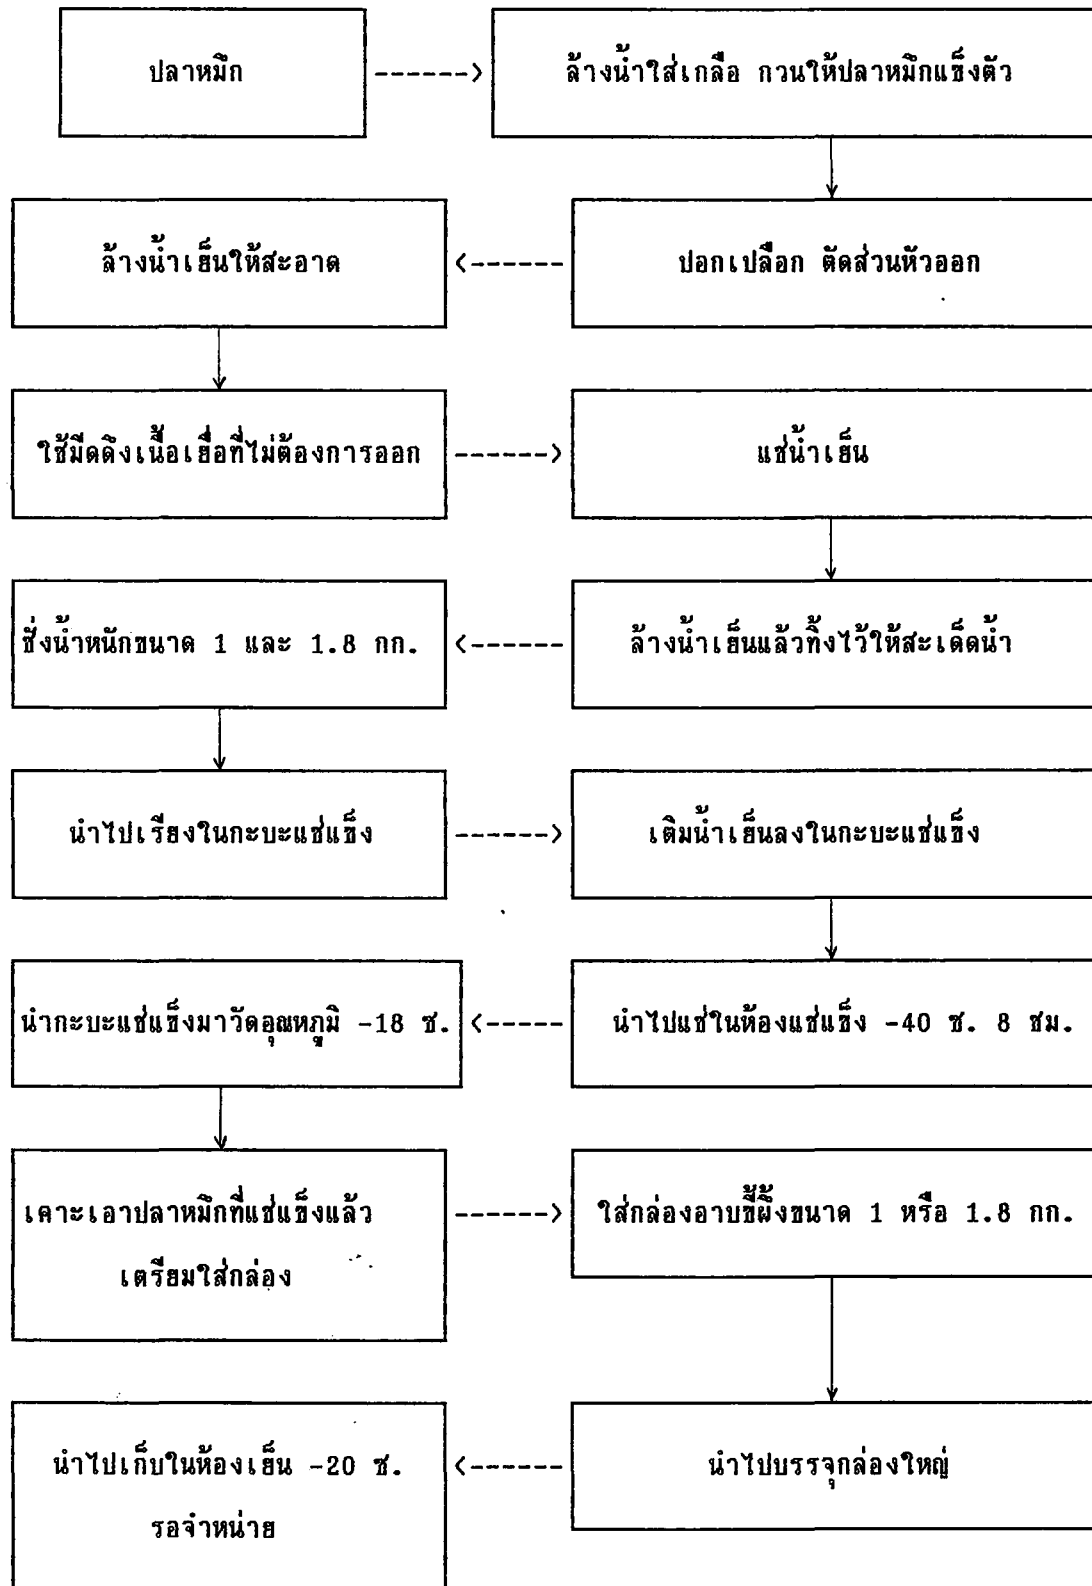 ปลาหมึก
ล้างน้ำใส่เกลือ กวนให้ปลาหมึกแข็งตัว
ปอกเปลือก ตัดส่วนหัวออก
ล้างน้ำเย็นให้สะอาด
ใช้มีดดึงเนื้อเยื่อที่ไม่ต้องการออก
แช่น้ำเย็น
ล้างน้ำเย็นแล้วทิ้งไว้ให้สะเด็ดน้ำ
ชั่งน้ำหนักขนาด 1 และ 1.8 กก.
นำไปเรียงในกะบะแช่แข็ง
เติมน้ำเย็นลงในกะบะแช่แข็ง
นำไปแช่ในห้องแช่แข็ง -40 ซ. 8 ชม.
นำกะบะแช่แข็งมาวัดอุณหภูมิ -18 ซ.
เคาะเอาปลาหมึกที่แช่แข็งแล้ว
เตรียมใส่กล่อง
ใส่กล่องอาบขี้ผึ้งขนาด 1 หรือ 1.8 กก.
นำไปบรรจุกล่องใหญ่
นำไปเก็บในห้องเย็น -20 ซ.
รอจำหน่าย